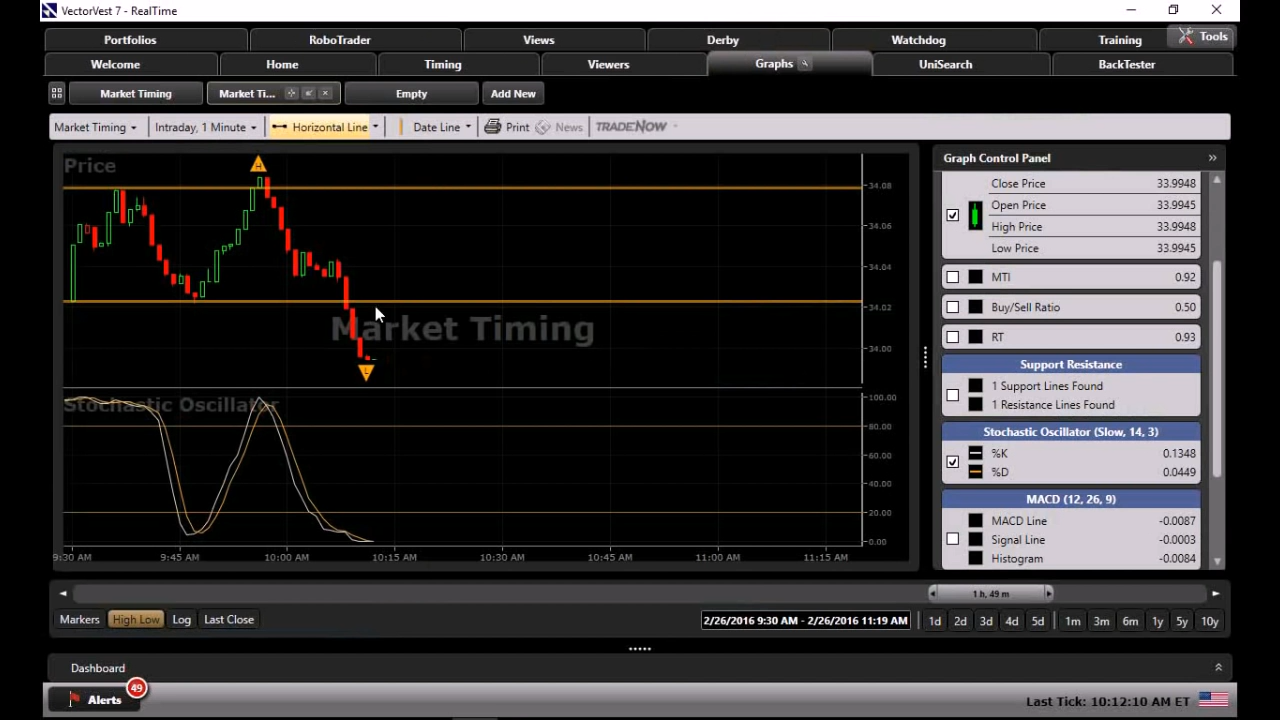 VectorVest 7 - RealTime
Portfolios RoboTrader Views Derby Watchdog Training Tools
Welcome Home Timing Viewers Graphs UniSearch BackTester
Market Timing Market Ti... Empty Add New
Market Timing Intraday, 1 Minute Horizontal Line Date Line Print News TRADENOW
Price
H
34.08
34.06
34.04
34.02
34.00
Market Timing
L
Stochastic Oscillator
100.00
80.00
60.00
40.00
20.00
0.00
9:30 AM 9:45 AM 10:00 AM 10:15 AM 10:30 AM 10:45 AM 11:00 AM 11:15 AM
Graph Control Panel
Close Price 33.9948
Open Price 33.9945
High Price 33.9948
Low Price 33.9945
MTI 0.92
Buy/Sell Ratio 0.50
RT 0.93
Support Resistance
1 Support Lines Found
1 Resistance Lines Found
Stochastic Oscillator (Slow, 14, 3)
%K 0.1348
%D 0.0449
MACD (12, 26, 9)
MACD Line -0.0087
Signal Line -0.0003
Histogram -0.0084
1 h, 49 m
Markers High Low Log Last Close 2/26/2016 9:30 AM - 2/26/2016 11:19 AM 1d 2d 3d 4d 5d 1m 3m 6m 1y 5y 10y
Dashboard
Alerts 49 Last Tick: 10:12:10 AM ET